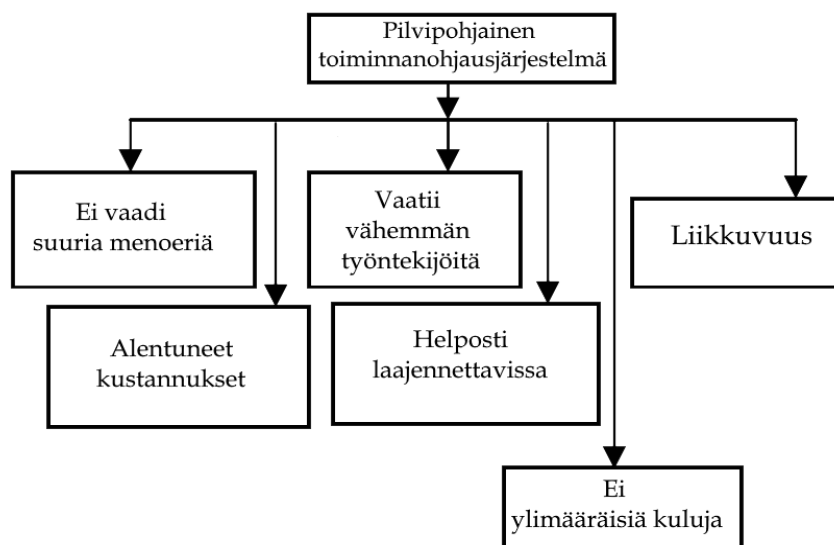 Pilvipohjainen
toiminnanohjausjärjestelmä
Ei vaadi
suuria menoeriä
Vaatii
vähemmän
työntekijöitä
Liikkuvuus
Alentuneet
kustannukset
Helposti
laajennettavissa
Ei
ylimääräisiä kuluja